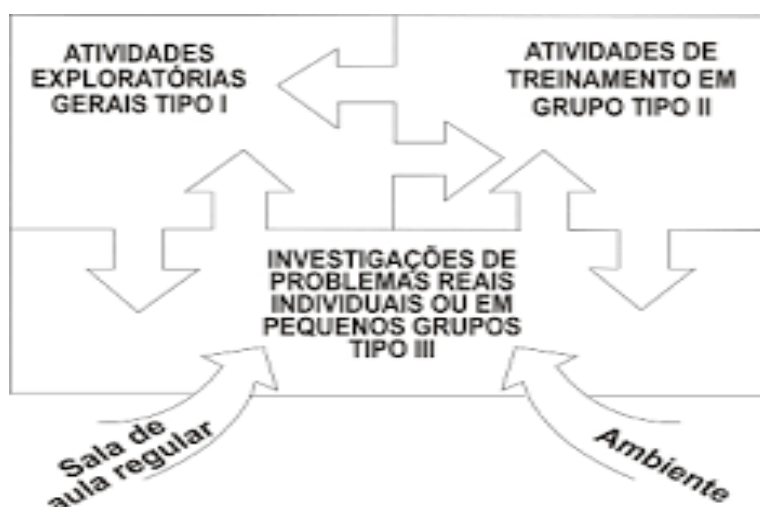 ATIVIDADES
EXPLORATÓRIAS
GERAIS TIPO I
ATIVIDADES DE
TREINAMENTO EM
GRUPO TIPO II
INVESTIGAÇÕES DE
PROBLEMAS REAIS
INDIVIDUAIS OU EM
PEQUENOS GRUPOS
TIPO III
Sala de
aula regular
Ambiente